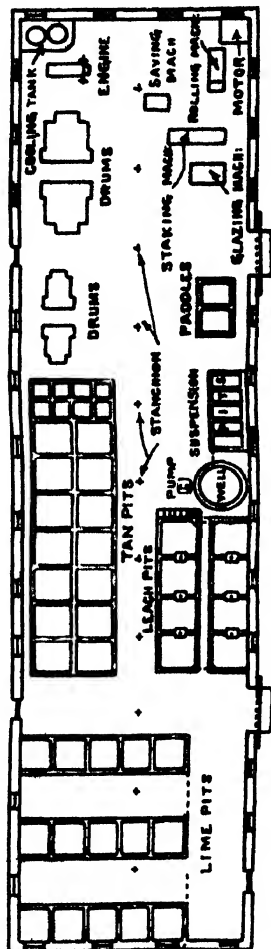 COOLING TANK
ENGINE
SAVING
MACH
ROLLING MACH:
MOTOR
DRUMS
STAKING MACH:
GLAZING MACH:
DRUMS
PADDLES
STANCHION
SUSPENSION
PITS
PUMP
WELL
TAN PITS
LEACH PITS
LIME PITS